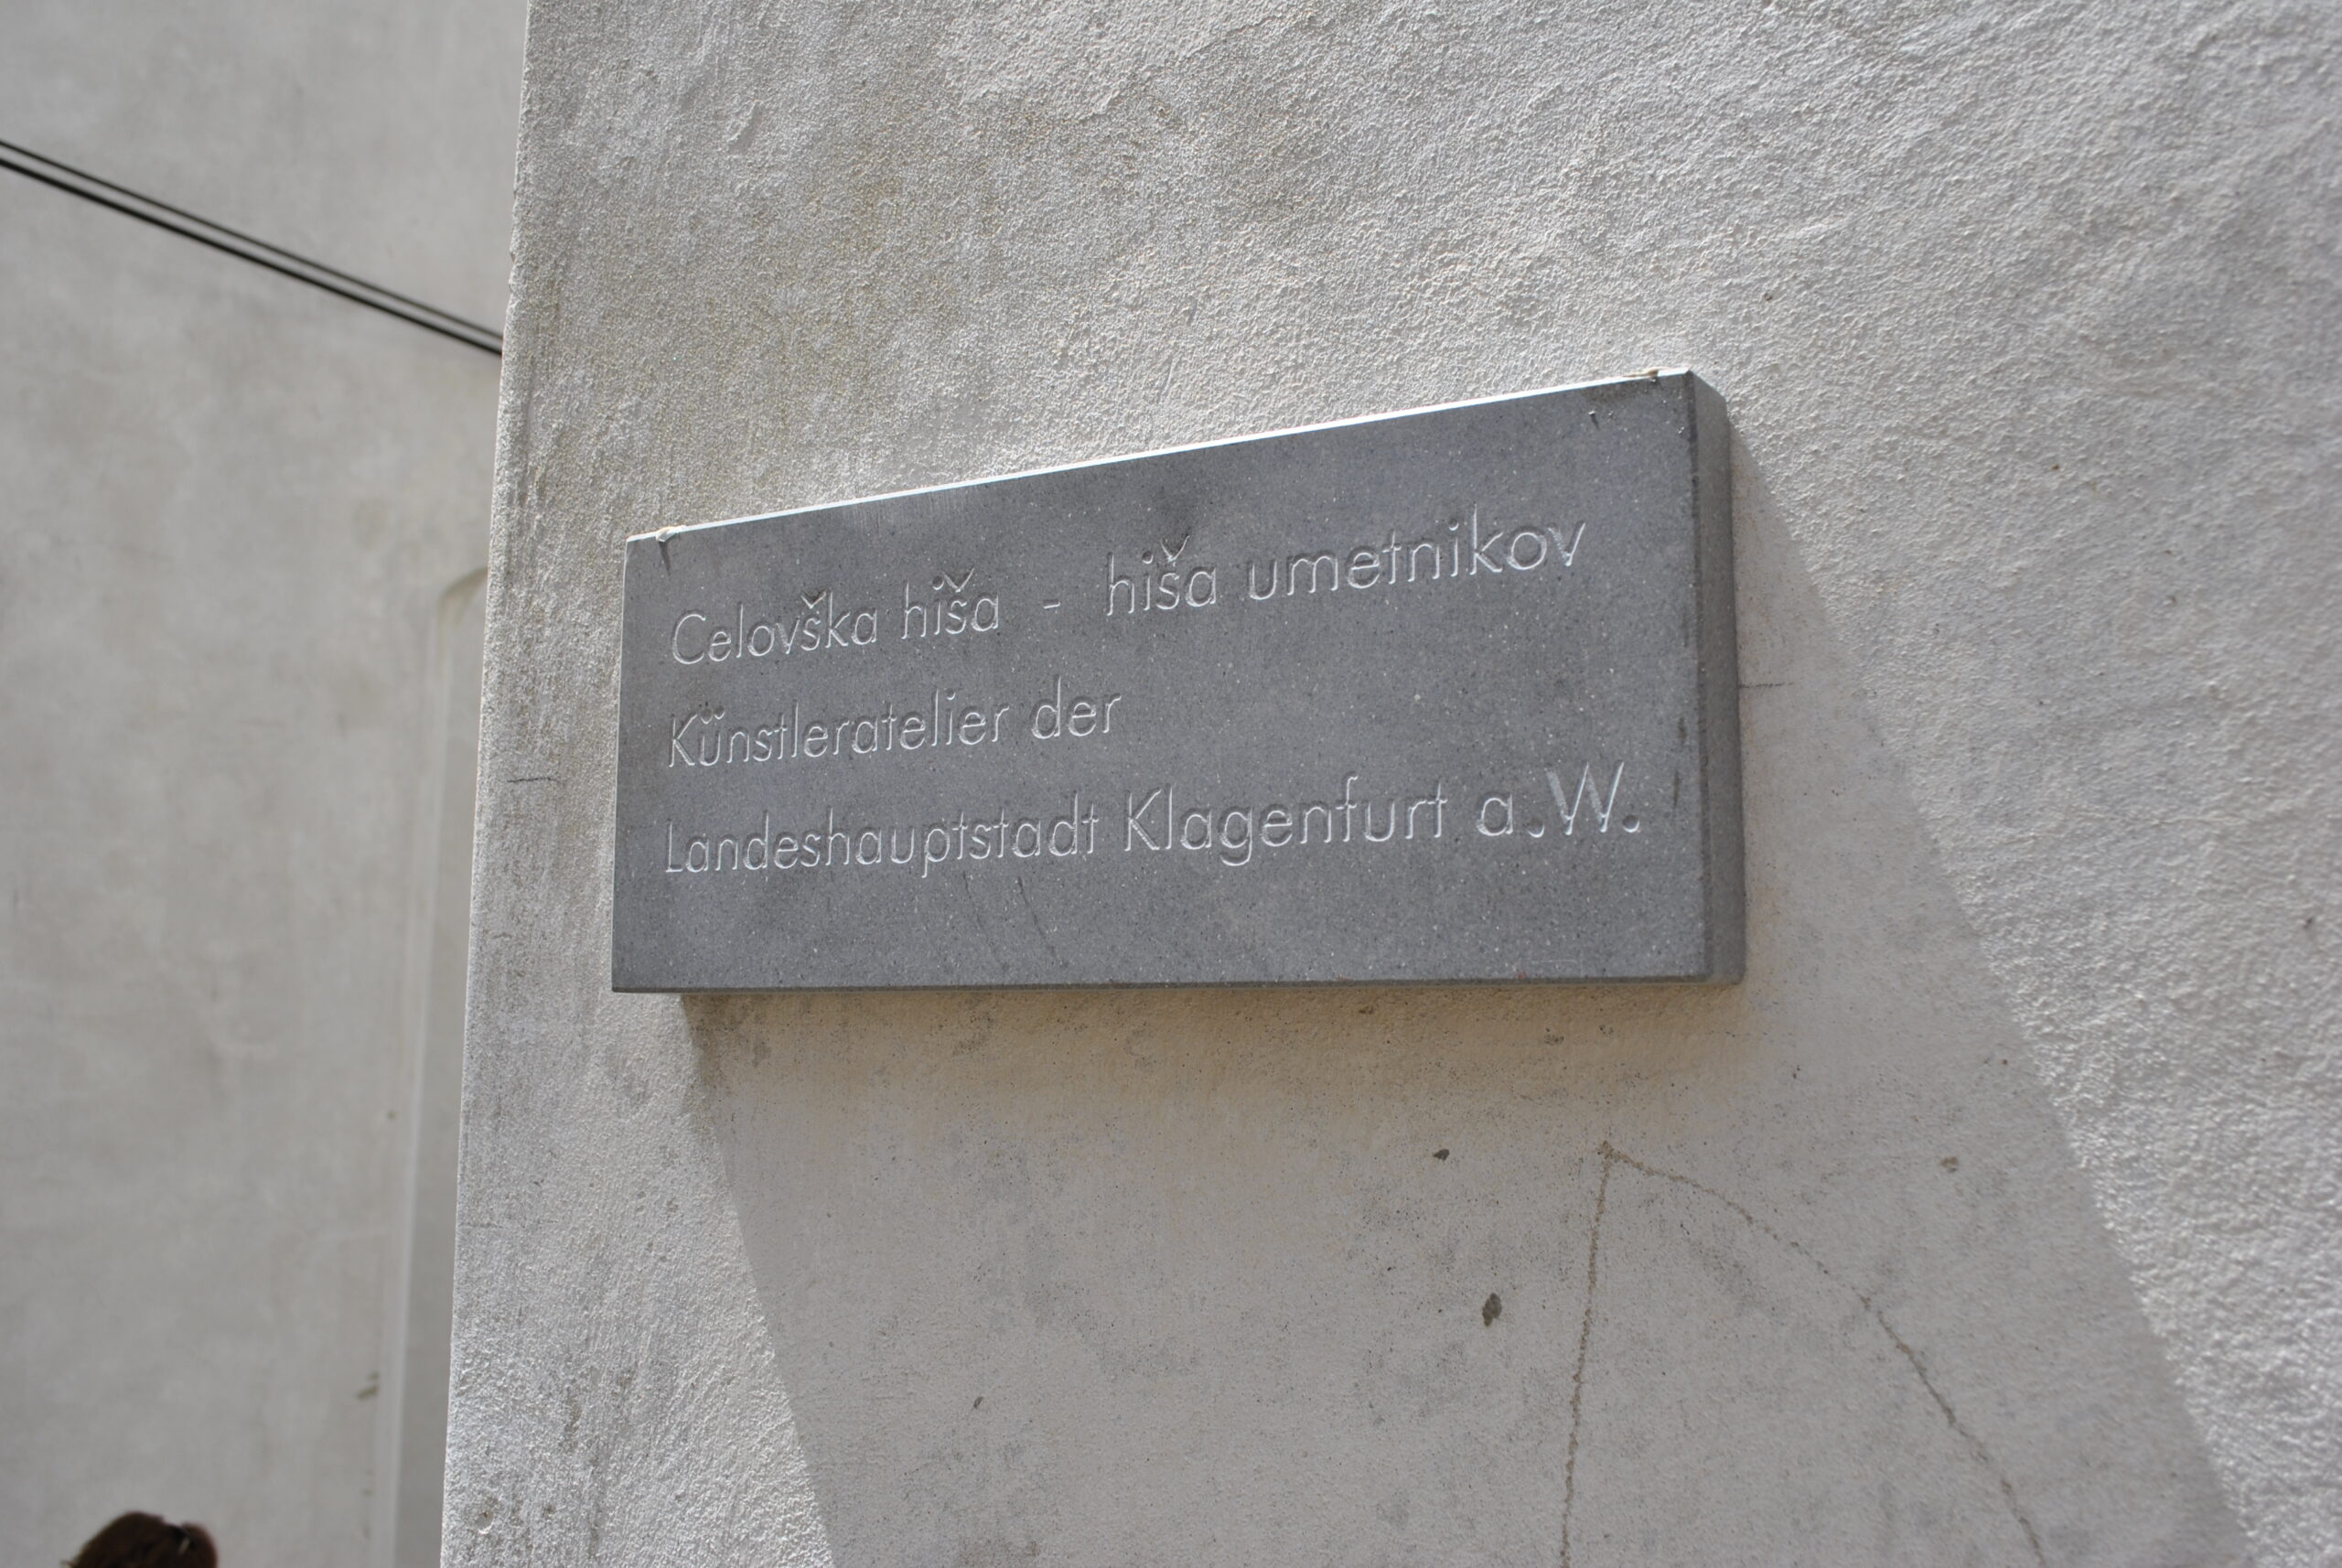 Celovška hiša - hiša umetnikov
Künstleratelier der
Landeshauptstadt Klagenfurt a.W.